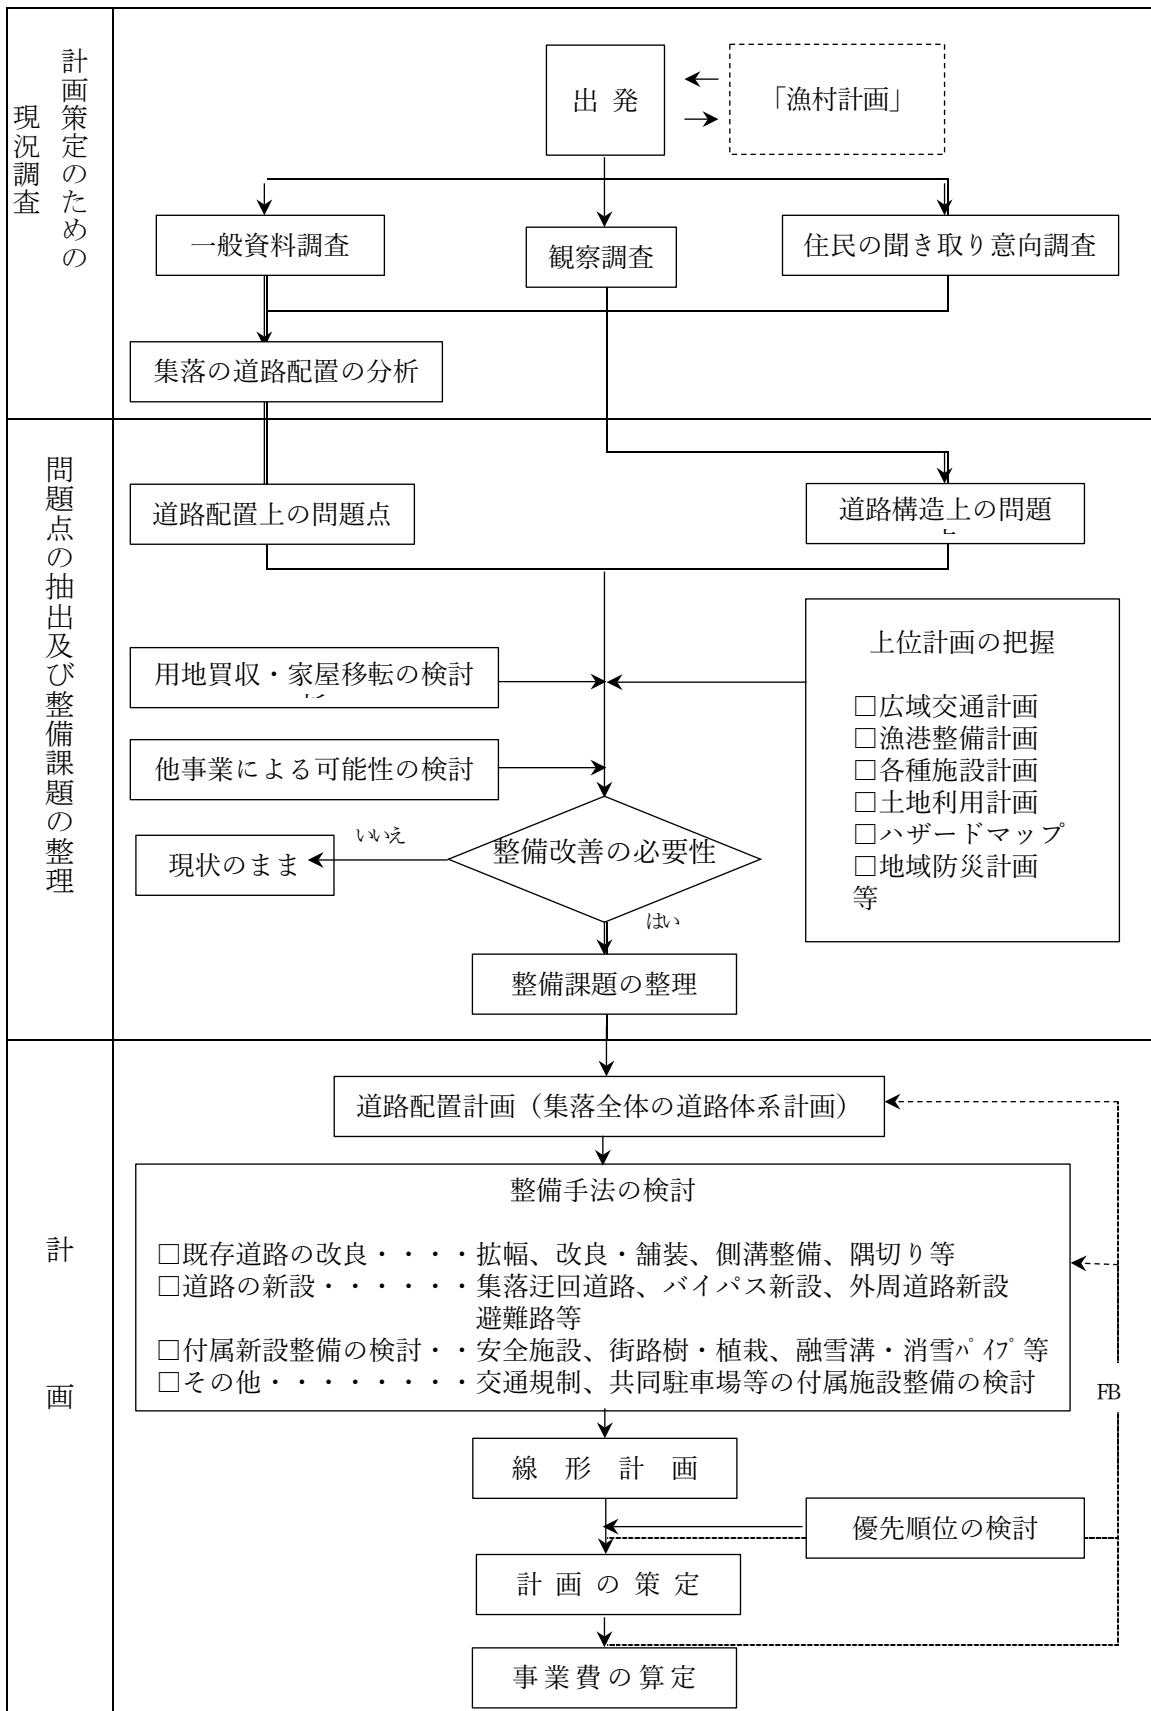 計画策定のための
現況調査
出 発
「漁村計画」
一般資料調査
観察調査
住民の聞き取り意向調査
集落の道路配置の分析
問題点の抽出及び整備課題の整理
道路配置上の問題点
道路構造上の問題
用地買収・家屋移転の検討
他事業による可能性の検討
上位計画の把握
□広域交通計画
□漁港整備計画
□各種施設計画
□土地利用計画
□ハザードマップ
□地域防災計画
等
整備改善の必要性
いいえ
現状のまま
はい
整備課題の整理
計 画
道路配置計画（集落全体の道路体系計画）
整備手法の検討
□既存道路の改良・・・・拡幅、改良・舗装、側溝整備、隅切り等
□道路の新設・・・・・・集落迂回道路、バイパス新設、外周道路新設
避難路等
□付属新設整備の検討・・安全施設、街路樹・植栽、融雪溝・消雪ﾊﾟｲﾌﾟ等
□その他・・・・・・・・交通規制、共同駐車場等の付属施設整備の検討
FB
線 形 計 画
優先順位の検討
計 画 の 策 定
事業費の算定